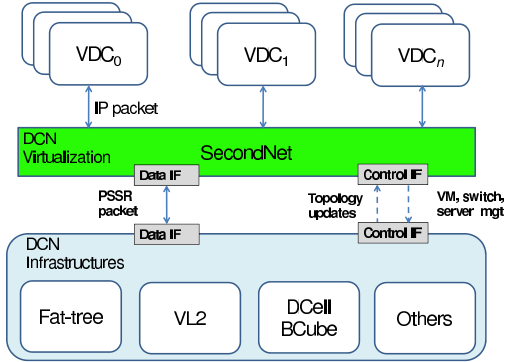 VDC0
VDC1
VDCn
IP packet
DCN
Virtualization
SecondNet
Data IF
Control IF
PSSR
packet
Topology
updates
VM, switch,
server mgt
Data IF
Control IF
DCN
Infrastructures
Fat-tree
VL2
DCell
BCube
Others